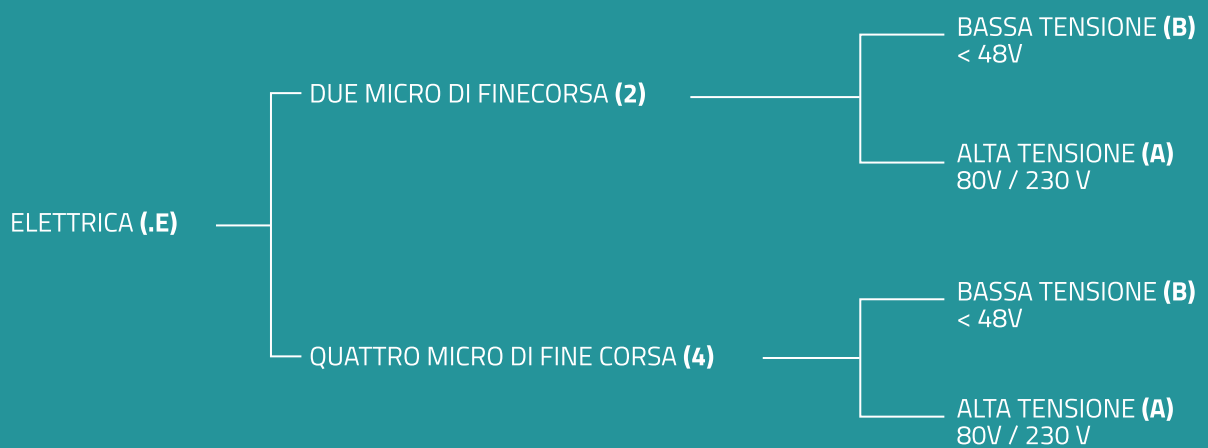 ELETTRICA (.E)
DUE MICRO DI FINECORSA (2)
BASSA TENSIONE (B)
< 48V
ALTA TENSIONE (A)
80V / 230 V
QUATTRO MICRO DI FINE CORSA (4)
BASSA TENSIONE (B)
< 48V
ALTA TENSIONE (A)
80V / 230 V